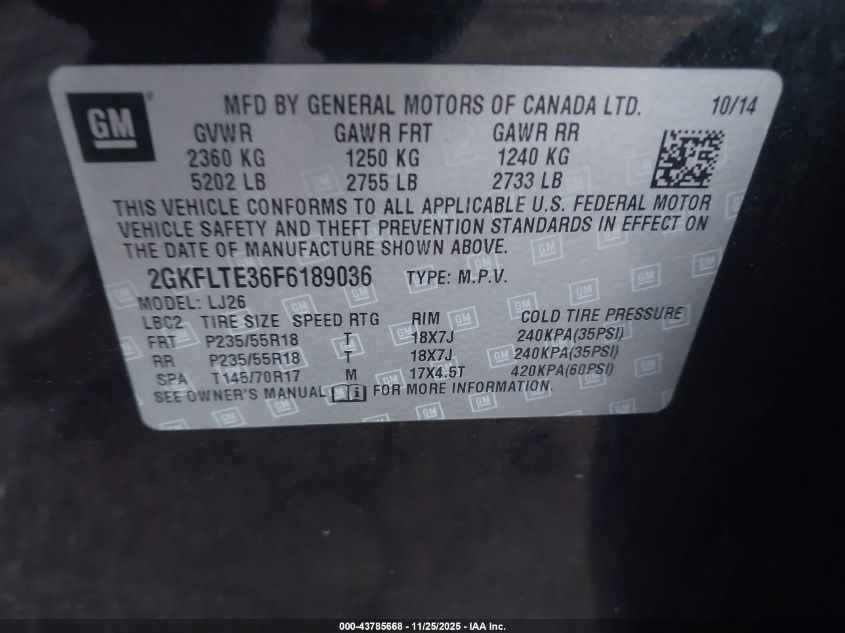 GM
MFD BY GENERAL MOTORS OF CANADA LTD. 10/14
GVWR GAWR FRT GAWR RR
2360 KG 1250 KG 1240 KG
5202 LB 2755 LB 2733 LB
THIS VEHICLE CONFORMS TO ALL APPLICABLE U.S. FEDERAL MOTOR
VEHICLE SAFETY AND THEFT PREVENTION STANDARDS IN EFFECT ON
THE DATE OF MANUFACTURE SHOWN ABOVE.
2GKFLTE36F6189036 TYPE: M.P.V.
MODEL: LJ26
LBC2 TIRE SIZE SPEED RTG RIM COLD TIRE PRESSURE
FRT P235/55R18 T 18X7J 240KPA(35PSI)
RR P235/55R18 T 18X7J 240KPA(35PSI)
SPA T145/70R17 M 17X4.5T 420KPA(60PSI)
SEE OWNER'S MANUAL FOR MORE INFORMATION.
000-43785668 - 11/25/2025 - IAA Inc.